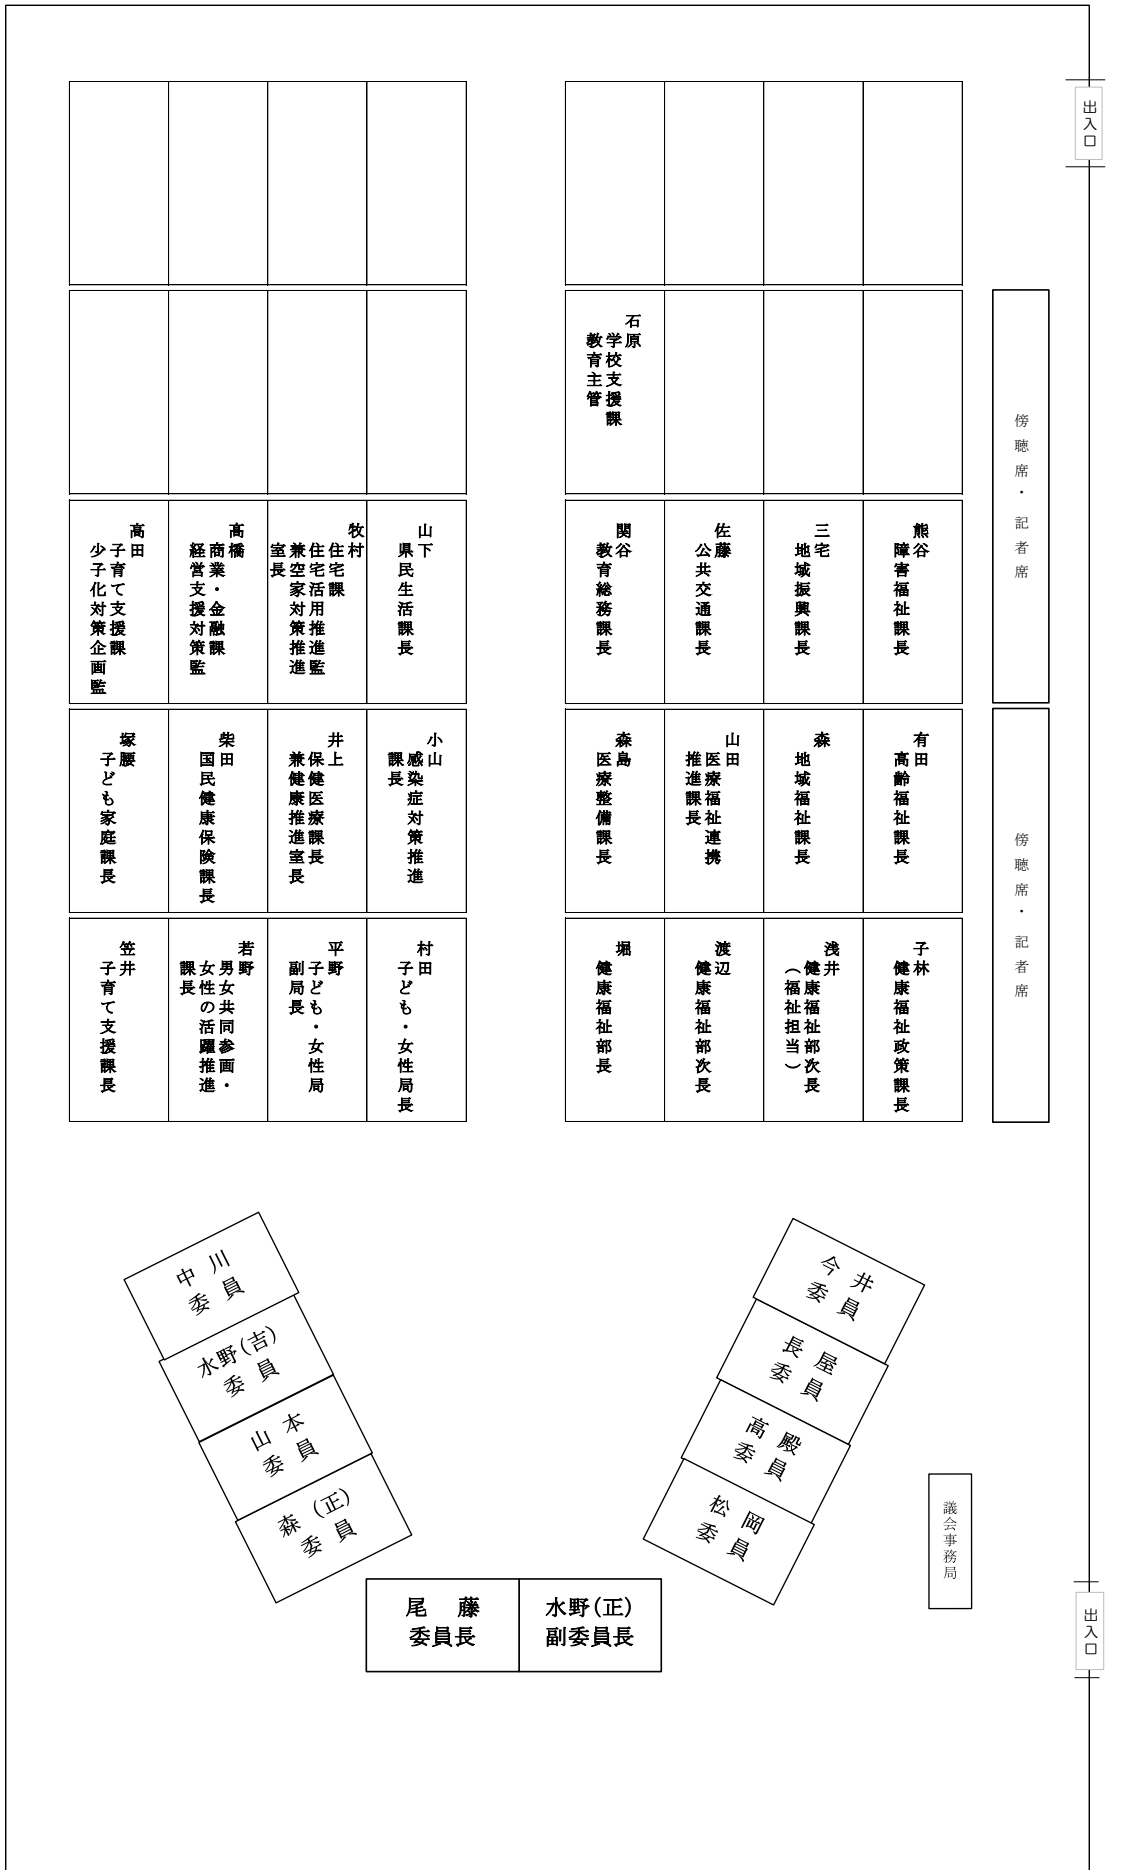 出入口
石原
学校支援課
教育主管
傍聴席・記者席
高田
子育て支援課
少子化対策企画監
高橋
商業・金融課
経営支援対策監
牧村
住宅課
住宅活用推進監
兼空家対策推進
室長
山下
県民生活課長
関谷
教育総務課長
佐藤
公共交通課長
三宅
地域振興課長
熊谷
障害福祉課長
塚腰
子ども家庭課長
柴田
国民健康保険課長
井上
保健医療課長
兼健康推進室長
小山
感染症対策推進
課長
森島
医療整備課長
山田
医療福祉連携
推進課長
森
地域福祉課長
有田
高齢福祉課長
傍聴席・記者席
笠井
子育て支援課長
若野
男女共同参画・
女性の活躍推進
課長
平野
子ども・女性局
副局長
村田
子ども・女性局長
堀
健康福祉部長
渡辺
健康福祉部次長
浅井
健康福祉部次長
（福祉担当）
子林
健康福祉政策課長
中川
委員
水野(吉)
委員
山本
委員
森(正)
委員
今井
委員
長屋
委員
高殿
委員
松岡
委員
議会事務局
尾藤
委員長
水野(正)
副委員長
出入口